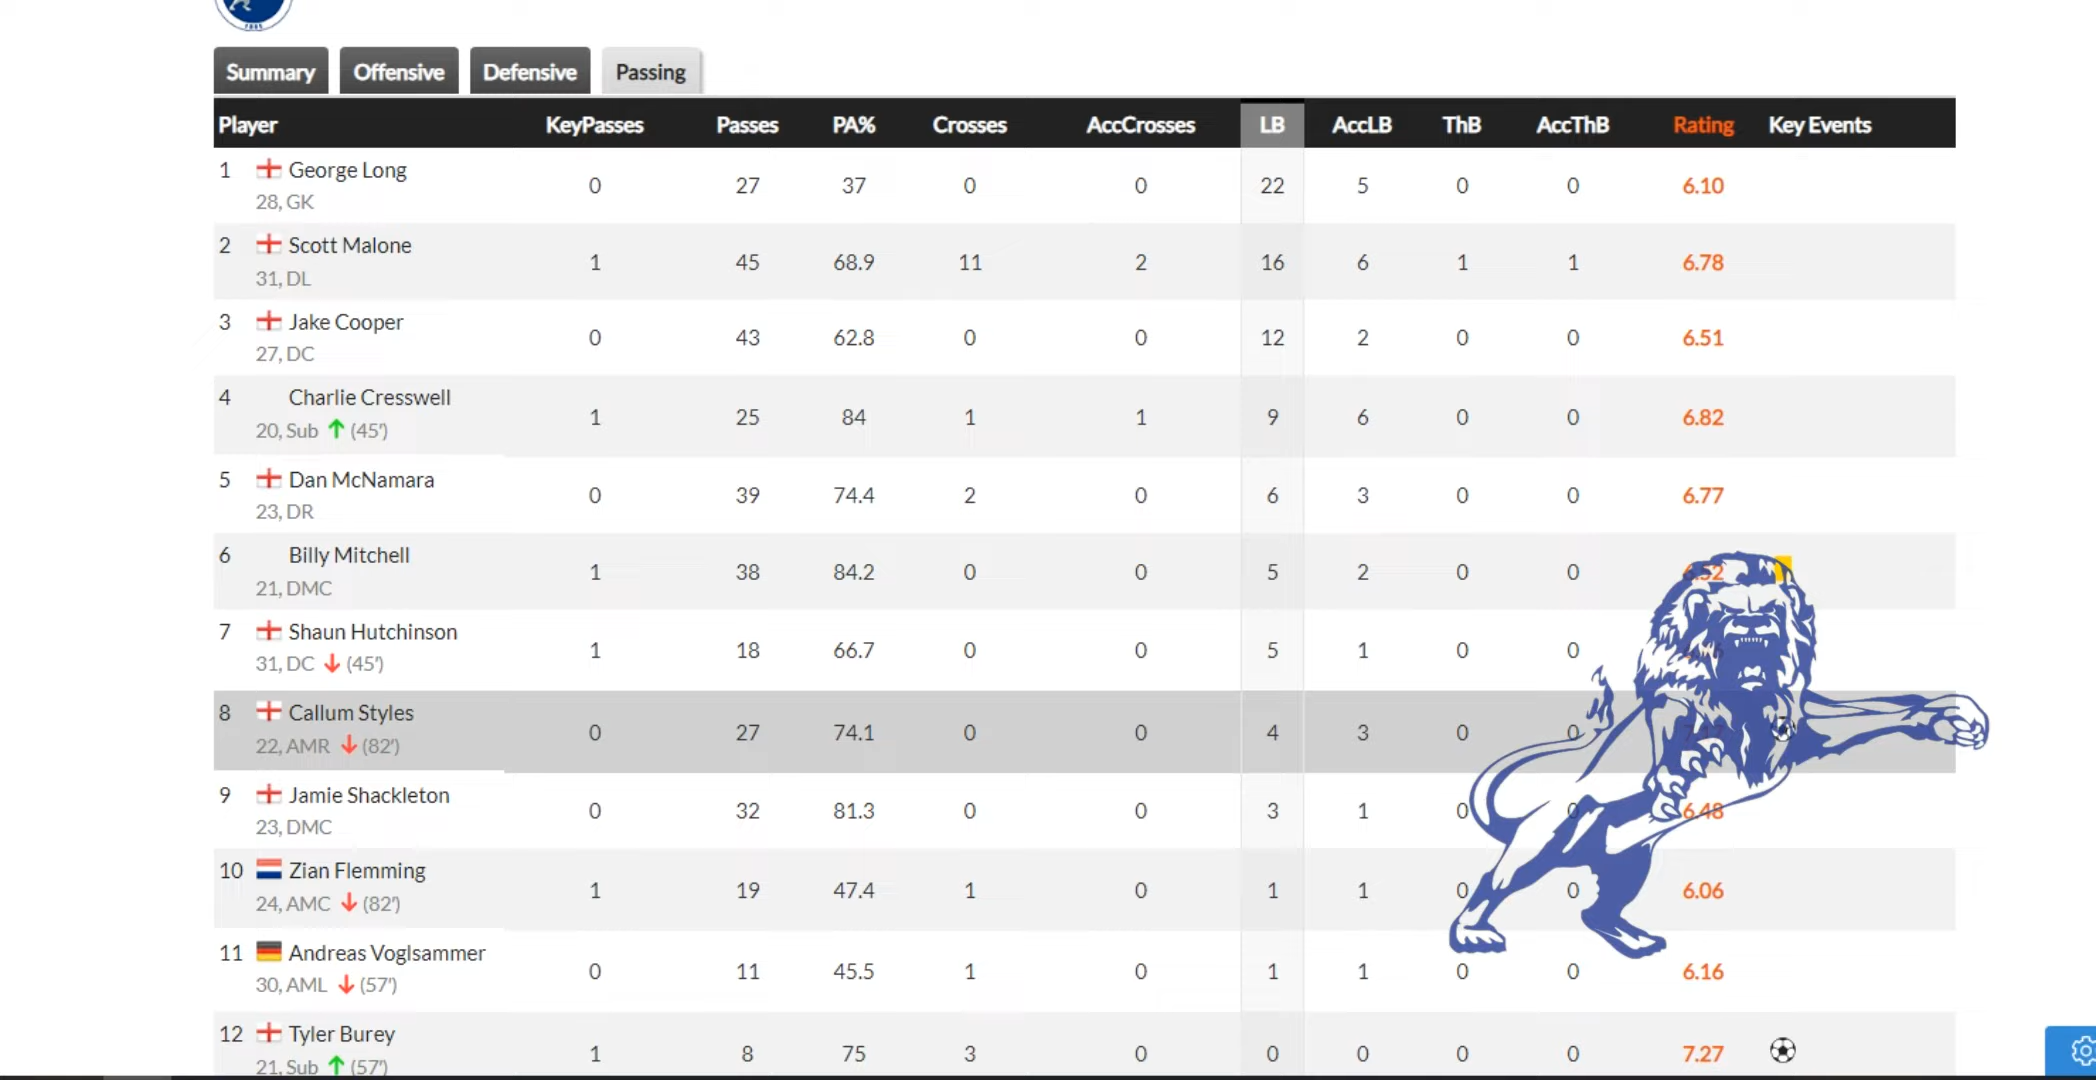 1885
Summary Offensive Defensive Passing
Player KeyPasses Passes PA% Crosses AccCrosses LB AccLB ThB AccThB Rating Key Events
1 George Long 0 27 37 0 0 22 5 0 0 6.10
28, GK
2 Scott Malone 1 45 68.9 11 2 16 6 1 1 6.78
31, DL
3 Jake Cooper 0 43 62.8 0 0 12 2 0 0 6.51
27, DC
4 Charlie Cresswell 1 25 84 1 1 9 6 0 0 6.82
20, Sub (45')
5 Dan McNamara 0 39 74.4 2 0 6 3 0 0 6.77
23, DR
6 Billy Mitchell 1 38 84.2 0 0 5 2 0 0 6.52
21, DMC
7 Shaun Hutchinson 1 18 66.7 0 0 5 1 0 0
31, DC (45')
8 Callum Styles 0 27 74.1 0 0 4 3 0 0
22, AMR (82')
9 Jamie Shackleton 0 32 81.3 0 0 3 1 0 0 6.48
23, DMC
10 Zian Flemming 1 19 47.4 1 0 1 1 0 0 6.06
24, AMC (82')
11 Andreas Voglsammer 0 11 45.5 1 0 1 1 0 0 6.16
30, AML (57')
12 Tyler Burey 1 8 75 3 0 0 0 0 0 7.27
21, Sub (57')